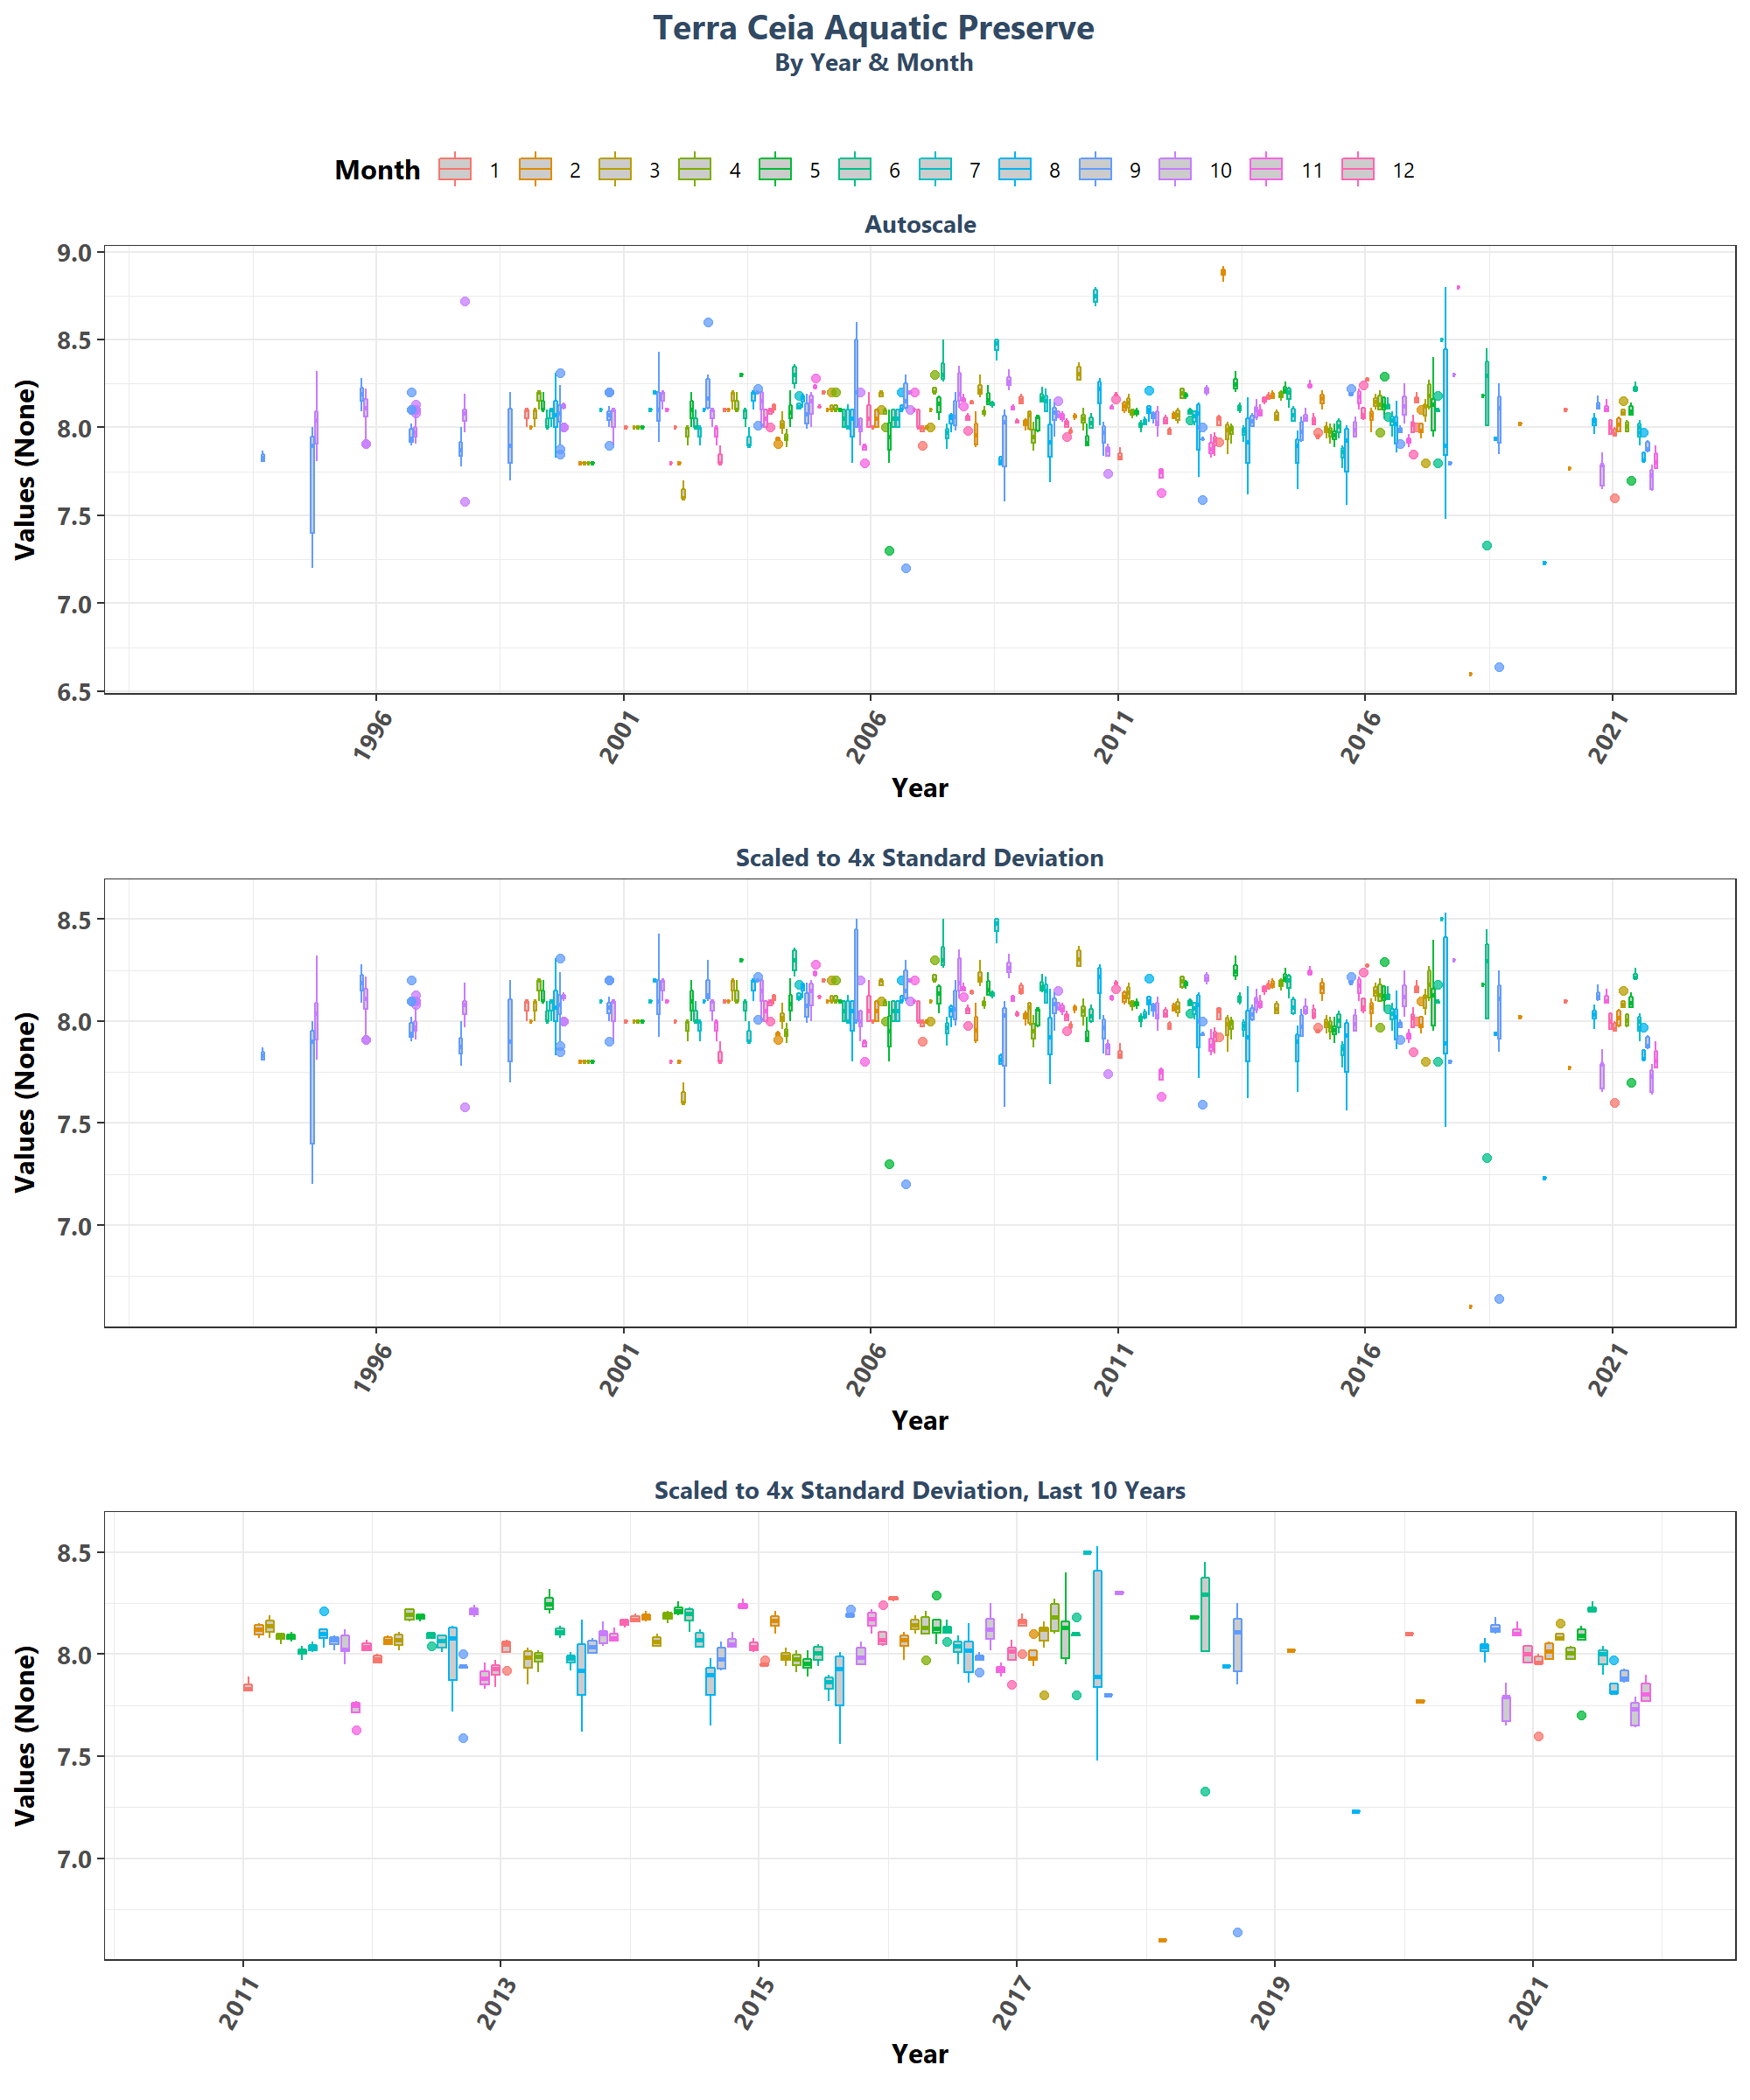 Terra Ceia Aquatic Preserve
By Year & Month
Month 1 2 3 4 5 6 7 8 9 10 11 12
Autoscale
Values (None)
9.0
8.5
8.0
7.5
7.0
6.5
1996 2001 2006 2011 2016 2021
Year
Scaled to 4x Standard Deviation
Values (None)
8.5
8.0
7.5
7.0
1996 2001 2006 2011 2016 2021
Year
Scaled to 4x Standard Deviation, Last 10 Years
Values (None)
8.5
8.0
7.5
7.0
2011 2013 2015 2017 2019 2021
Year